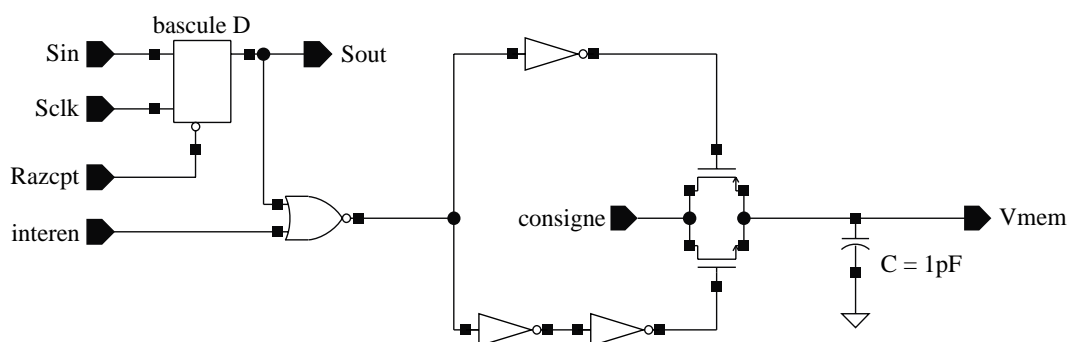 bascule D
Sin
Sout
Sclk
Razcpt
interen
consigne
Vmem
C = 1pF